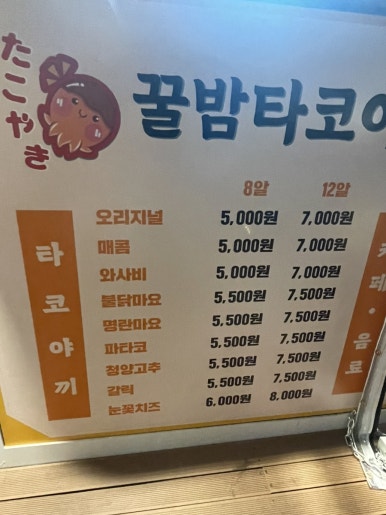 たこやき
꿀밤타코야
8알 12알
타코야끼
오리지널 5,000원 7,000원
매콤 5,000원 7,000원
와사비 5,000원 7,000원
불닭마요 5,500원 7,500원
명란마요 5,500원 7,500원
파타코 5,500원 7,500원
청양고추 5,500원 7,500원
갈릭 5,500원 7,500원
눈꽃치즈 6,000원 8,000원
페·음료